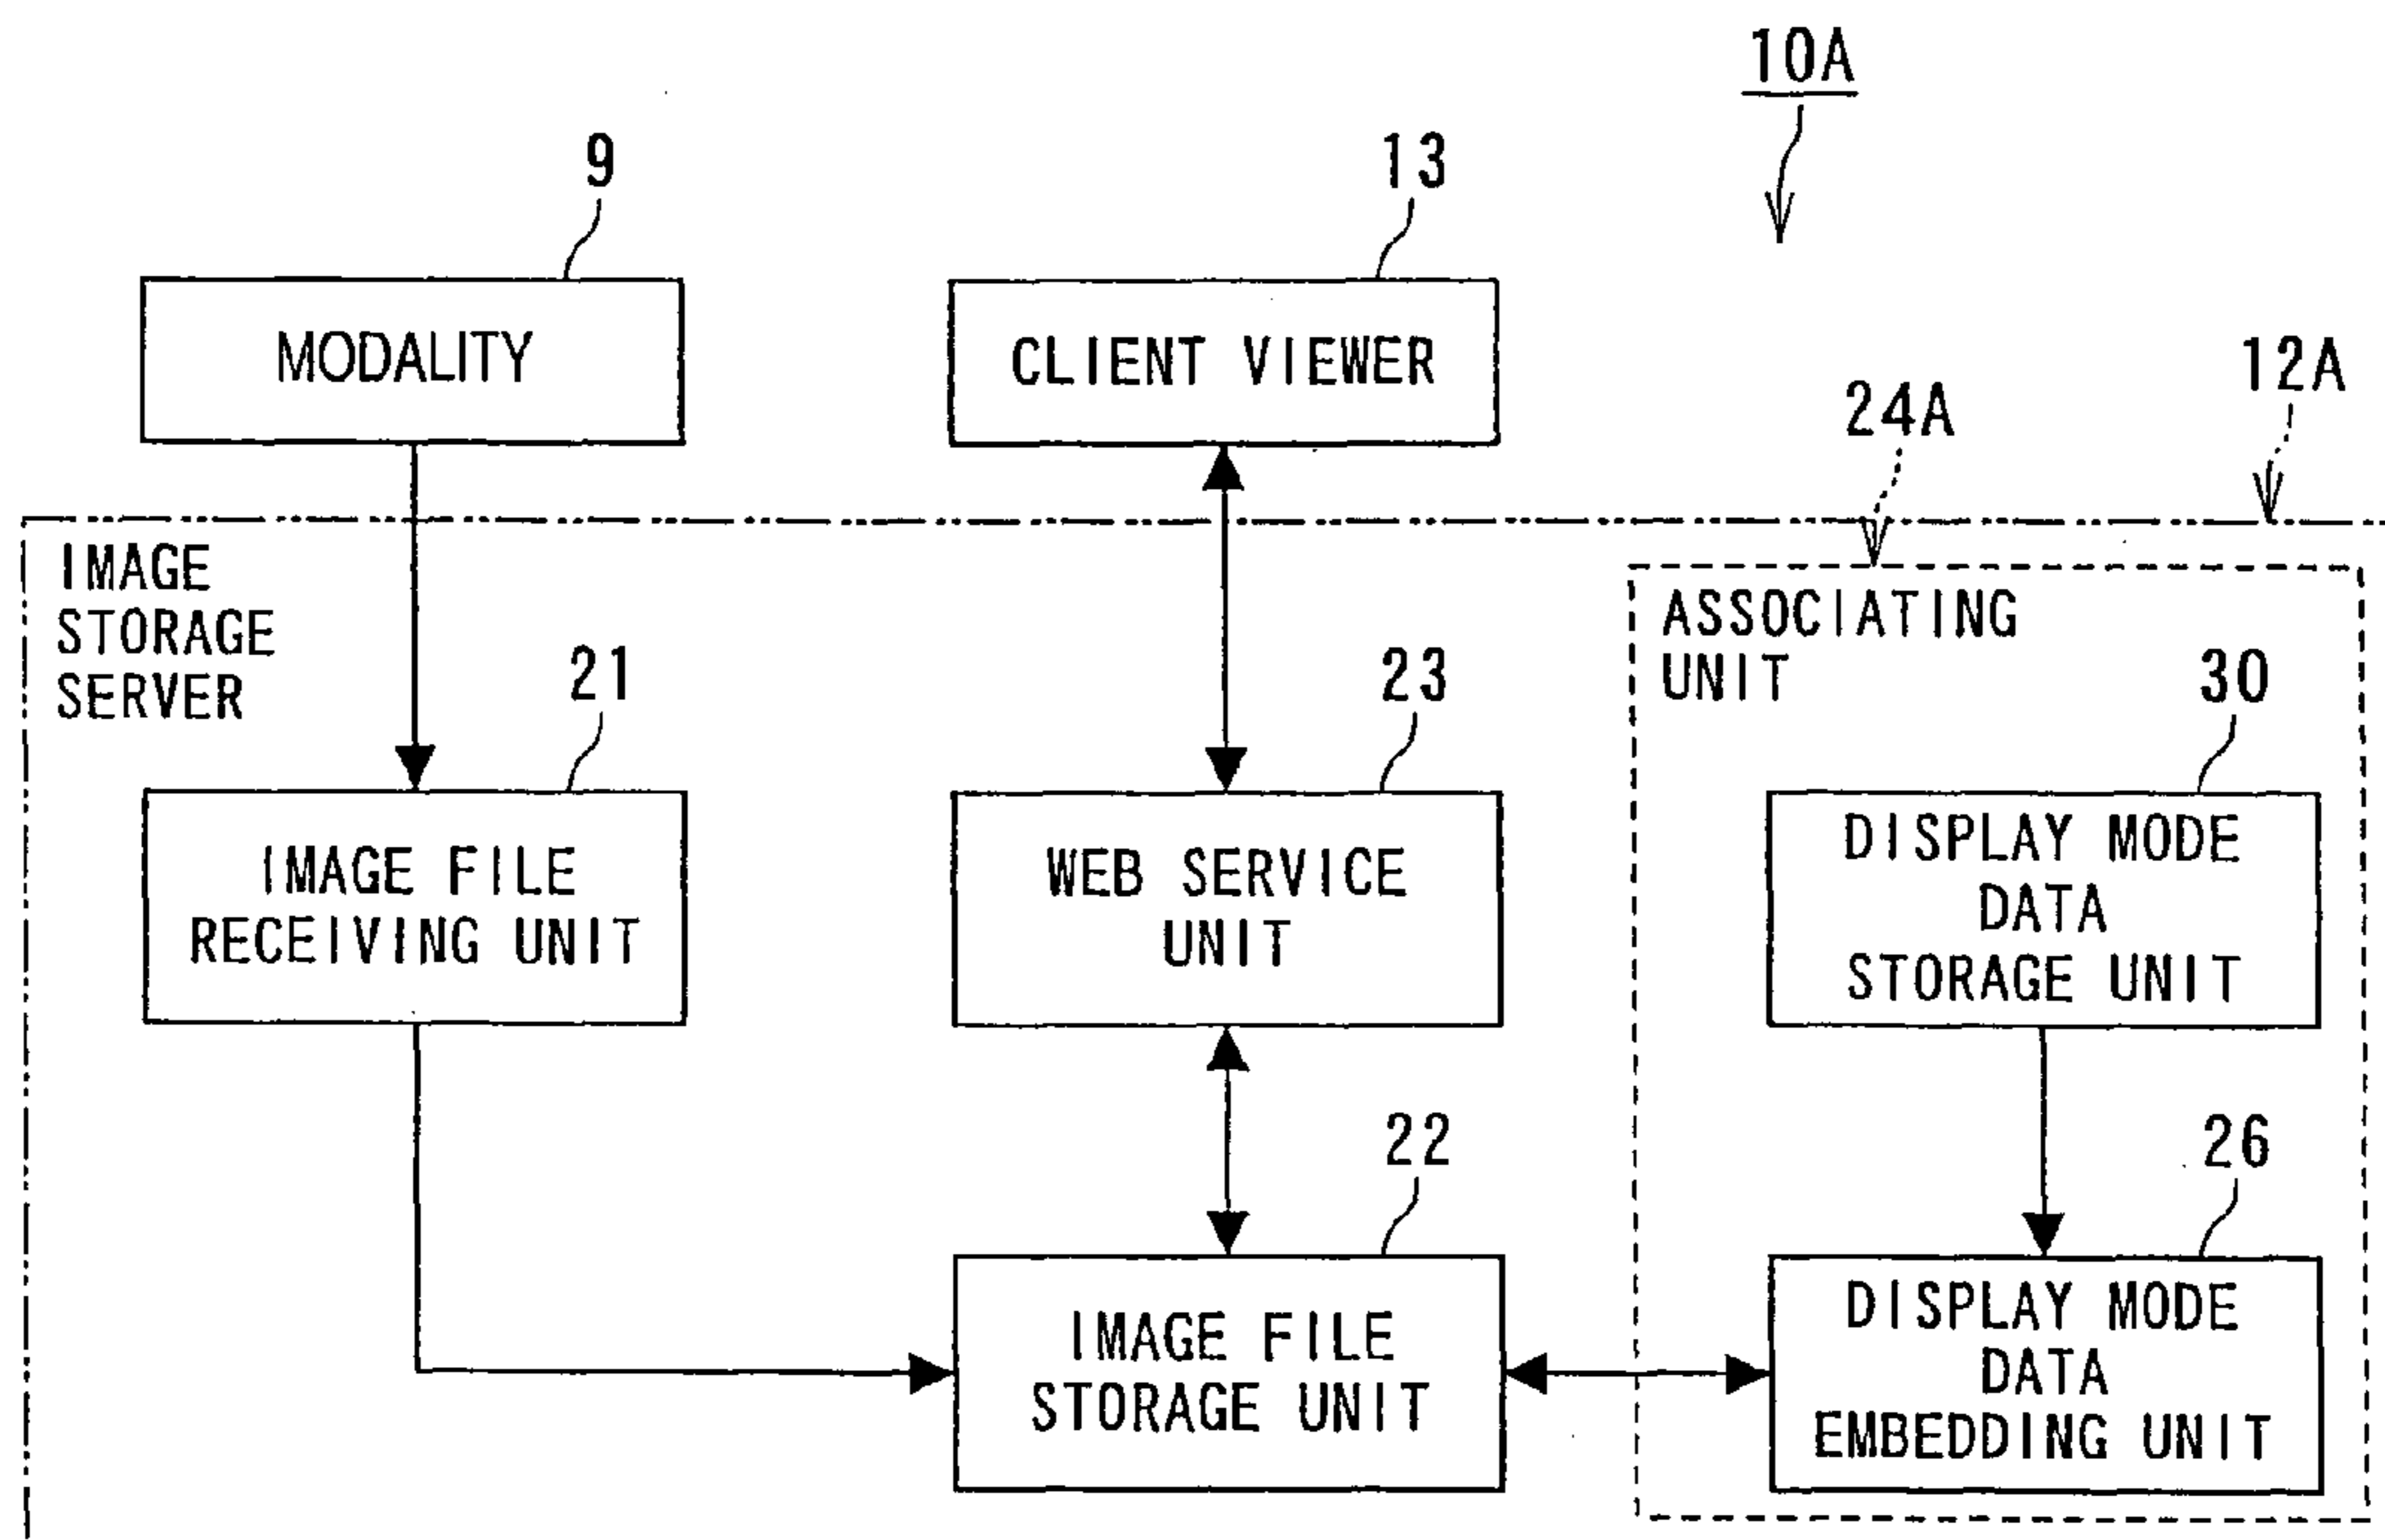 10A
9
13
MODALITY
CLIENT VIEWER
12A
24A
IMAGE
STORAGE
SERVER
ASSOCIATING
UNIT
21
23
30
IMAGE FILE
RECEIVING UNIT
WEB SERVICE
UNIT
DISPLAY MODE
DATA
STORAGE UNIT
22
26
IMAGE FILE
STORAGE UNIT
DISPLAY MODE
DATA
EMBEDDING UNIT